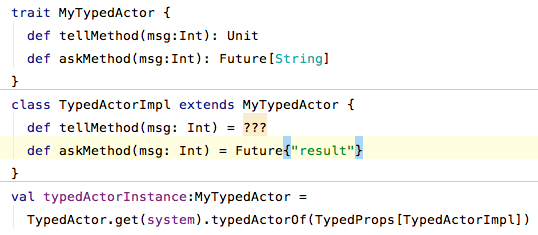 trait MyTypedActor {
  def tellMethod(msg:Int): Unit
  def askMethod(msg:Int): Future[String]
}
class TypedActorImpl extends MyTypedActor {
  def tellMethod(msg: Int) = ???
  def askMethod(msg: Int) = Future{"result"}
}
val typedActorInstance:MyTypedActor =
  TypedActor.get(system).typedActorOf(TypedProps[TypedActorImpl])